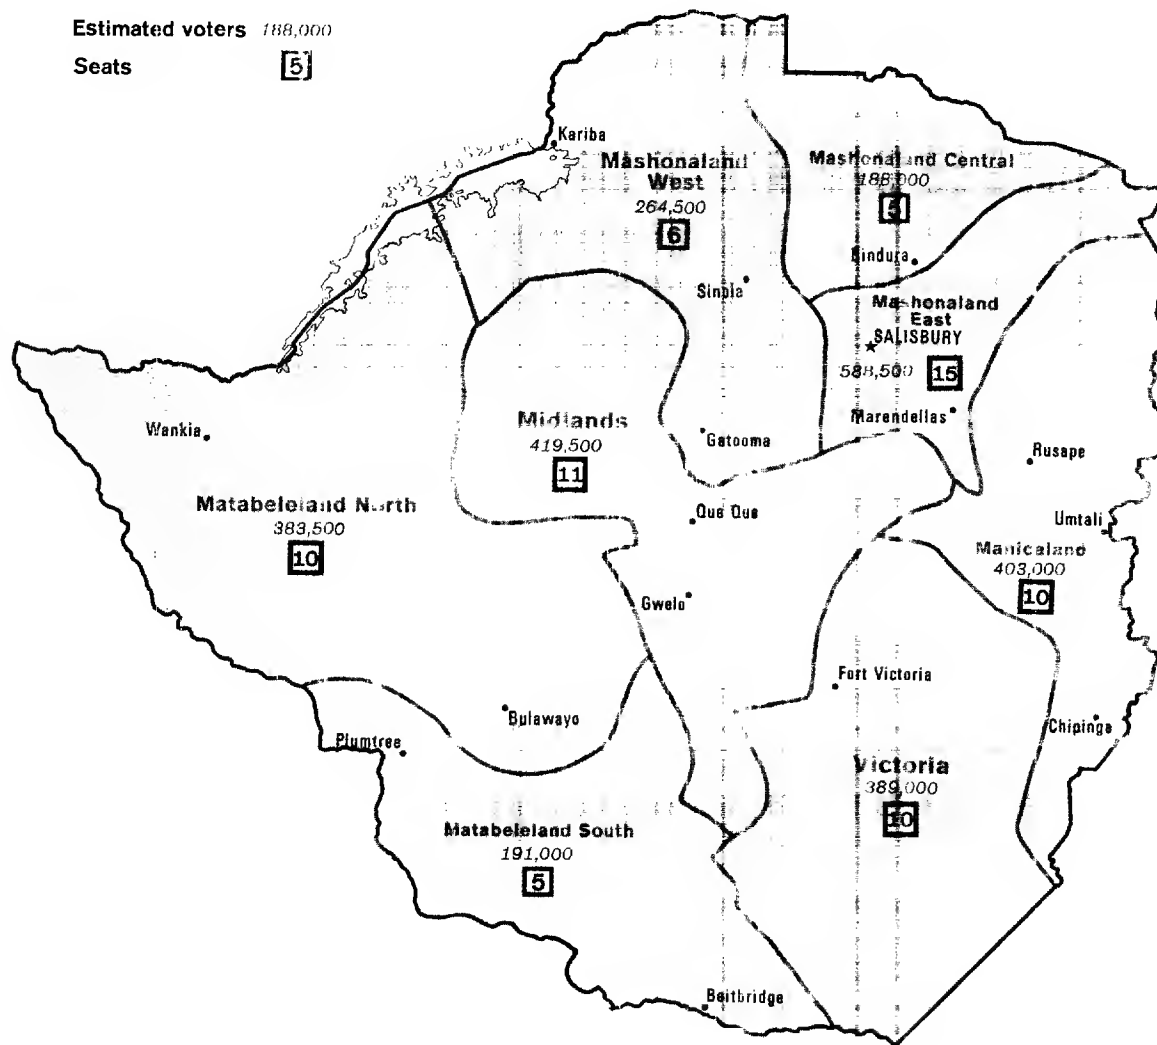 Estimated voters 188,000
Seats 5
Kariba
Mashonaland
West
264,500
6
Mashonaland Central
188,000
5
Bindura
Sinoia
Mashonaland
East
SALISBURY
588,500 15
Marandellas
Wankie
Midlands
419,500
11
Gatooma
Rusape
Matabeleland North
383,500
10
Que Que
Umtali
Manicaland
403,000
10
Gwelo
Fort Victoria
Bulawayo
Chipinga
Plumtree
Victoria
389,000
10
Matabeleland South
191,000
5
Beitbridge